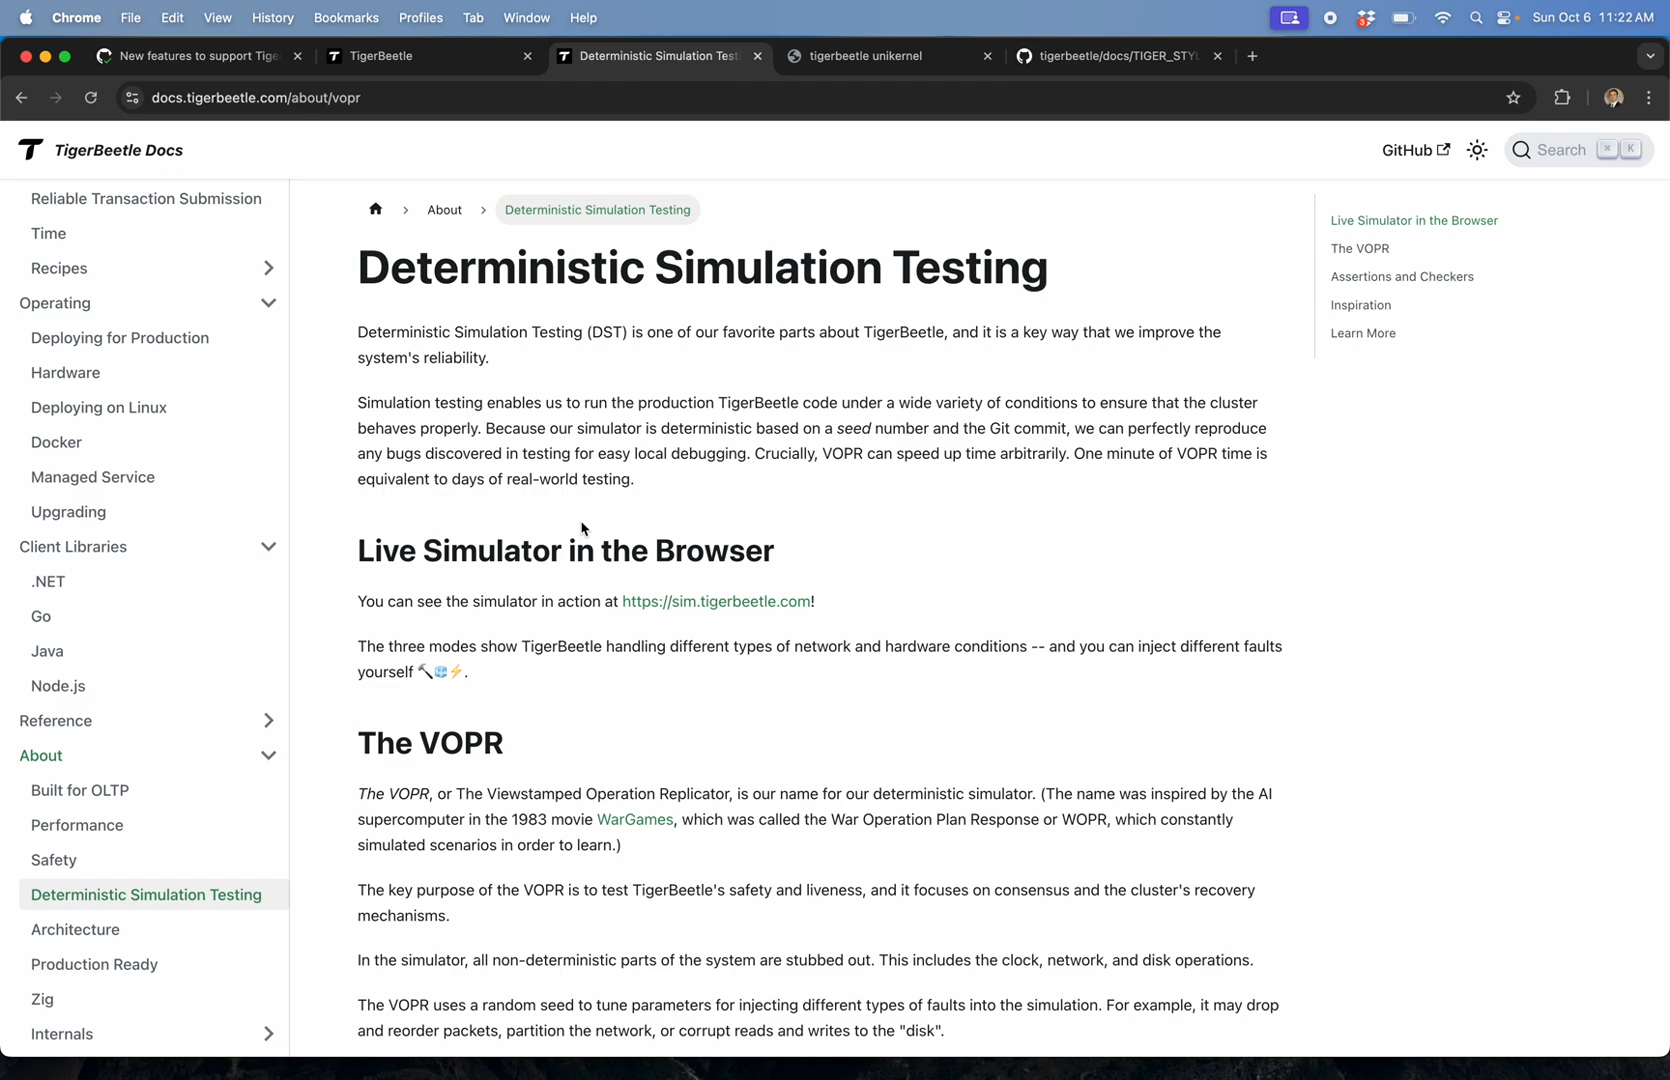 Chrome File Edit View History Bookmarks Profiles Tab Window Help
3
Sun Oct 6 11:22 AM
New features to support Tige
TigerBeetle
Deterministic Simulation Test
tigerbeetle unikernel
tigerbeetle/docs/TIGER_STYL
docs.tigerbeetle.com/about/vopr
TigerBeetle Docs
GitHub
Search ⌘ K
Reliable Transaction Submission
Time
Recipes
Operating
Deploying for Production
Hardware
Deploying on Linux
Docker
Managed Service
Upgrading
Client Libraries
.NET
Go
Java
Node.js
Reference
About
Built for OLTP
Performance
Safety
Deterministic Simulation Testing
Architecture
Production Ready
Zig
Internals
About
Deterministic Simulation Testing
Deterministic Simulation Testing
Deterministic Simulation Testing (DST) is one of our favorite parts about TigerBeetle, and it is a key way that we improve the
system's reliability.
Simulation testing enables us to run the production TigerBeetle code under a wide variety of conditions to ensure that the cluster
behaves properly. Because our simulator is deterministic based on a seed number and the Git commit, we can perfectly reproduce
any bugs discovered in testing for easy local debugging. Crucially, VOPR can speed up time arbitrarily. One minute of VOPR time is
equivalent to days of real-world testing.
Live Simulator in the Browser
You can see the simulator in action at https://sim.tigerbeetle.com!
The three modes show TigerBeetle handling different types of network and hardware conditions -- and you can inject different faults
yourself 🔨🧊⚡.
The VOPR
The VOPR, or The Viewstamped Operation Replicator, is our name for our deterministic simulator. (The name was inspired by the AI
supercomputer in the 1983 movie WarGames, which was called the War Operation Plan Response or WOPR, which constantly
simulated scenarios in order to learn.)
The key purpose of the VOPR is to test TigerBeetle's safety and liveness, and it focuses on consensus and the cluster's recovery
mechanisms.
In the simulator, all non-deterministic parts of the system are stubbed out. This includes the clock, network, and disk operations.
The VOPR uses a random seed to tune parameters for injecting different types of faults into the simulation. For example, it may drop
and reorder packets, partition the network, or corrupt reads and writes to the "disk".
Live Simulator in the Browser
The VOPR
Assertions and Checkers
Inspiration
Learn More